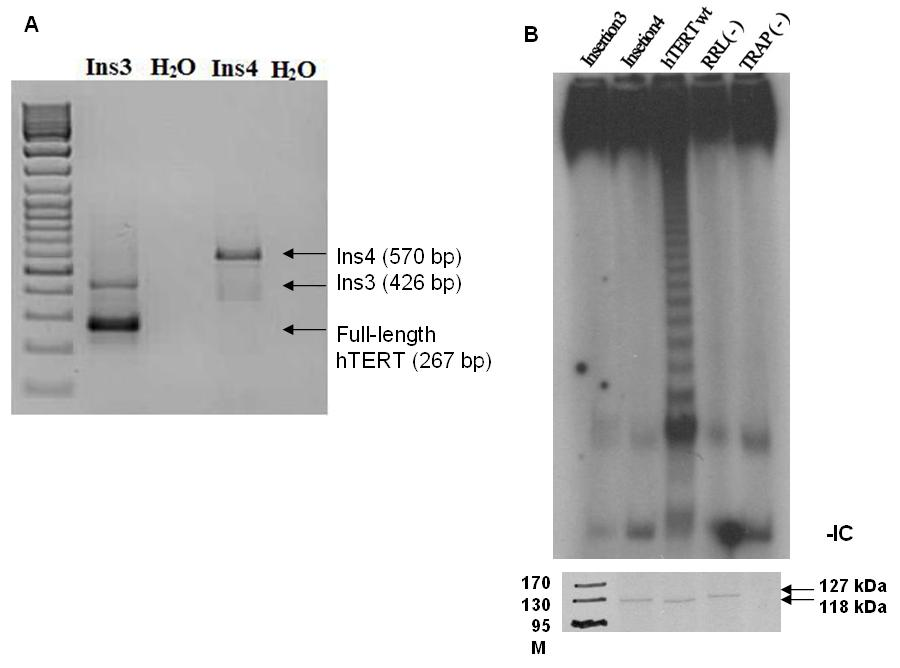 A
Ins3 H₂O Ins4 H₂O
Ins4 (570 bp)
Ins3 (426 bp)
Full-length
hTERT (267 bp)
B
Insertion3 Insetion4 hTERT wt RRL(-) TRAP (-)
-IC
170
130
95
M
127 kDa
118 kDa